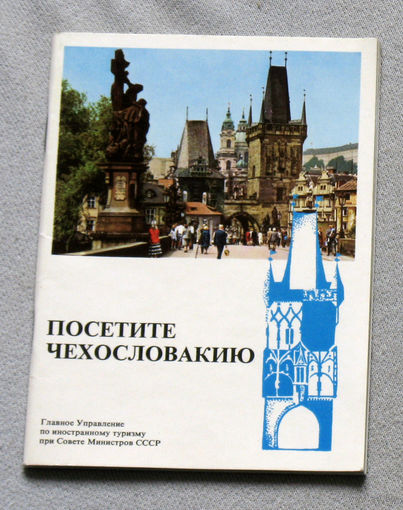 ПОСЕТИТЕ
ЧЕХОСЛОВАКИЮ
Главное Управление
по иностранному туризму
при Совете Министров СССР